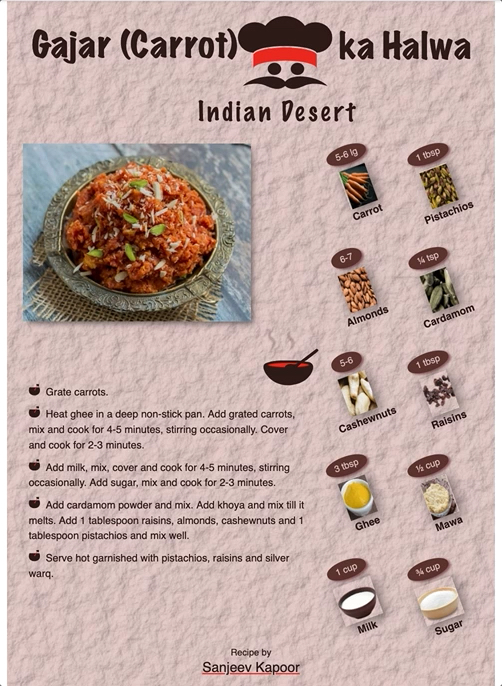 Gajar (Carrot) ka Halwa
Indian Desert
5-6 lg
Carrot
1 tbsp
Pistachios
6-7
Almonds
¼ tsp
Cardamom
5-6
Cashewnuts
1 tbsp
Raisins
3 tbsp
Ghee
½ cup
Mawa
1 cup
Milk
¾ cup
Sugar
Grate carrots.
Heat ghee in a deep non-stick pan. Add grated carrots,
mix and cook for 4-5 minutes, stirring occasionally. Cover
and cook for 2-3 minutes.
Add milk, mix, cover and cook for 4-5 minutes, stirring
occasionally. Add sugar, mix and cook for 2-3 minutes.
Add cardamom powder and mix. Add khoya and mix till it
melts. Add 1 tablespoon raisins, almonds, cashewnuts and 1
tablespoon pistachios and mix well.
Serve hot garnished with pistachios, raisins and silver
warq.
Recipe by
Sanjeev Kapoor